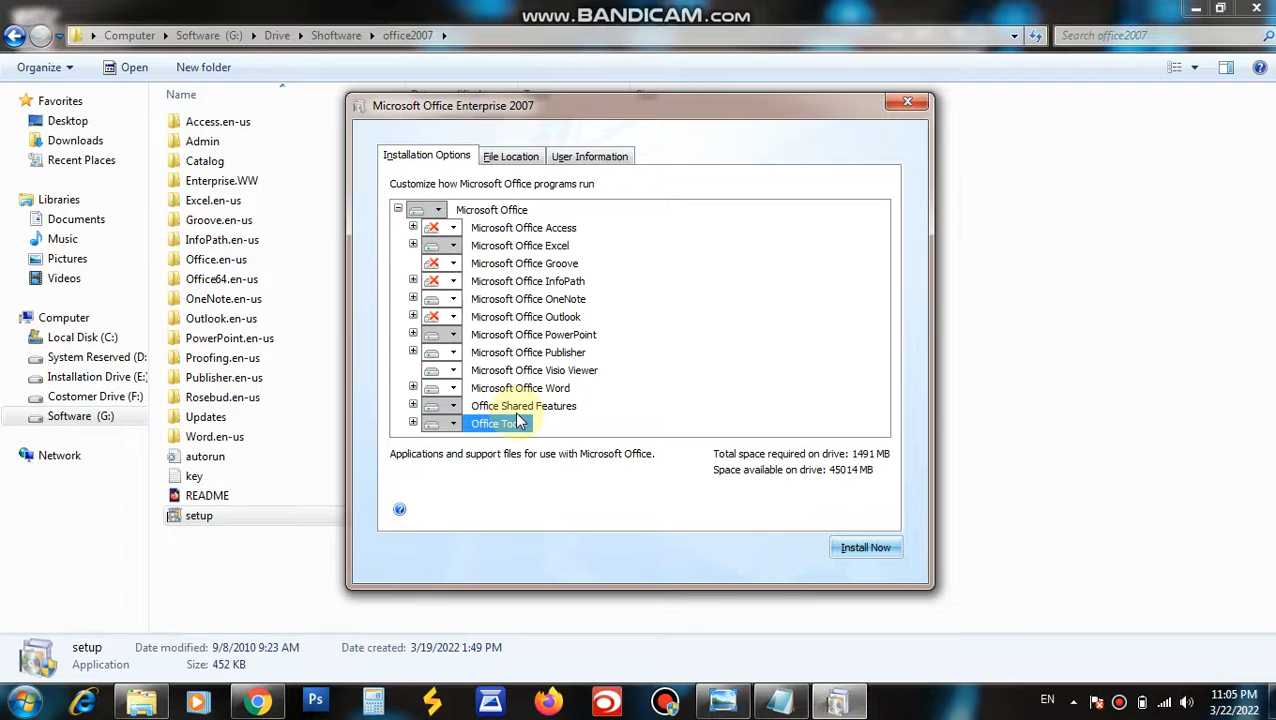 www.BANDICAM.com
Computer
Software (G:)
Drive
Shoftware
office2007
Search office2007
Organize
Open
New folder
Name
Favorites
Desktop
Downloads
Recent Places
Libraries
Documents
Music
Pictures
Videos
Computer
Local Disk (C:)
System Reserved (D:
Installation Drive (E:
Costomer Drive (F:)
Software (G:)
Network
Access.en-us
Admin
Catalog
Enterprise.WW
Excel.en-us
Groove.en-us
InfoPath.en-us
Office.en-us
Office64.en-us
OneNote.en-us
Outlook.en-us
PowerPoint.en-us
Proofing.en-us
Publisher.en-us
Rosebud.en-us
Updates
Word.en-us
autorun
key
README
setup
Microsoft Office Enterprise 2007
Installation Options
File Location
User Information
Customize how Microsoft Office programs run
Microsoft Office
Microsoft Office Access
Microsoft Office Excel
Microsoft Office Groove
Microsoft Office InfoPath
Microsoft Office OneNote
Microsoft Office Outlook
Microsoft Office PowerPoint
Microsoft Office Publisher
Microsoft Office Visio Viewer
Microsoft Office Word
Office Shared Features
Office
Applications and support files for use with Microsoft Office.
Total space required on drive: 1491 MB
Space available on drive: 45014 MB
Install Now
setup
Date modified: 9/8/2010 9:23 AM
Date created: 3/19/2022 1:49 PM
Application
Size: 452 KB
Ps
EN
11:05 PM
3/22/2022